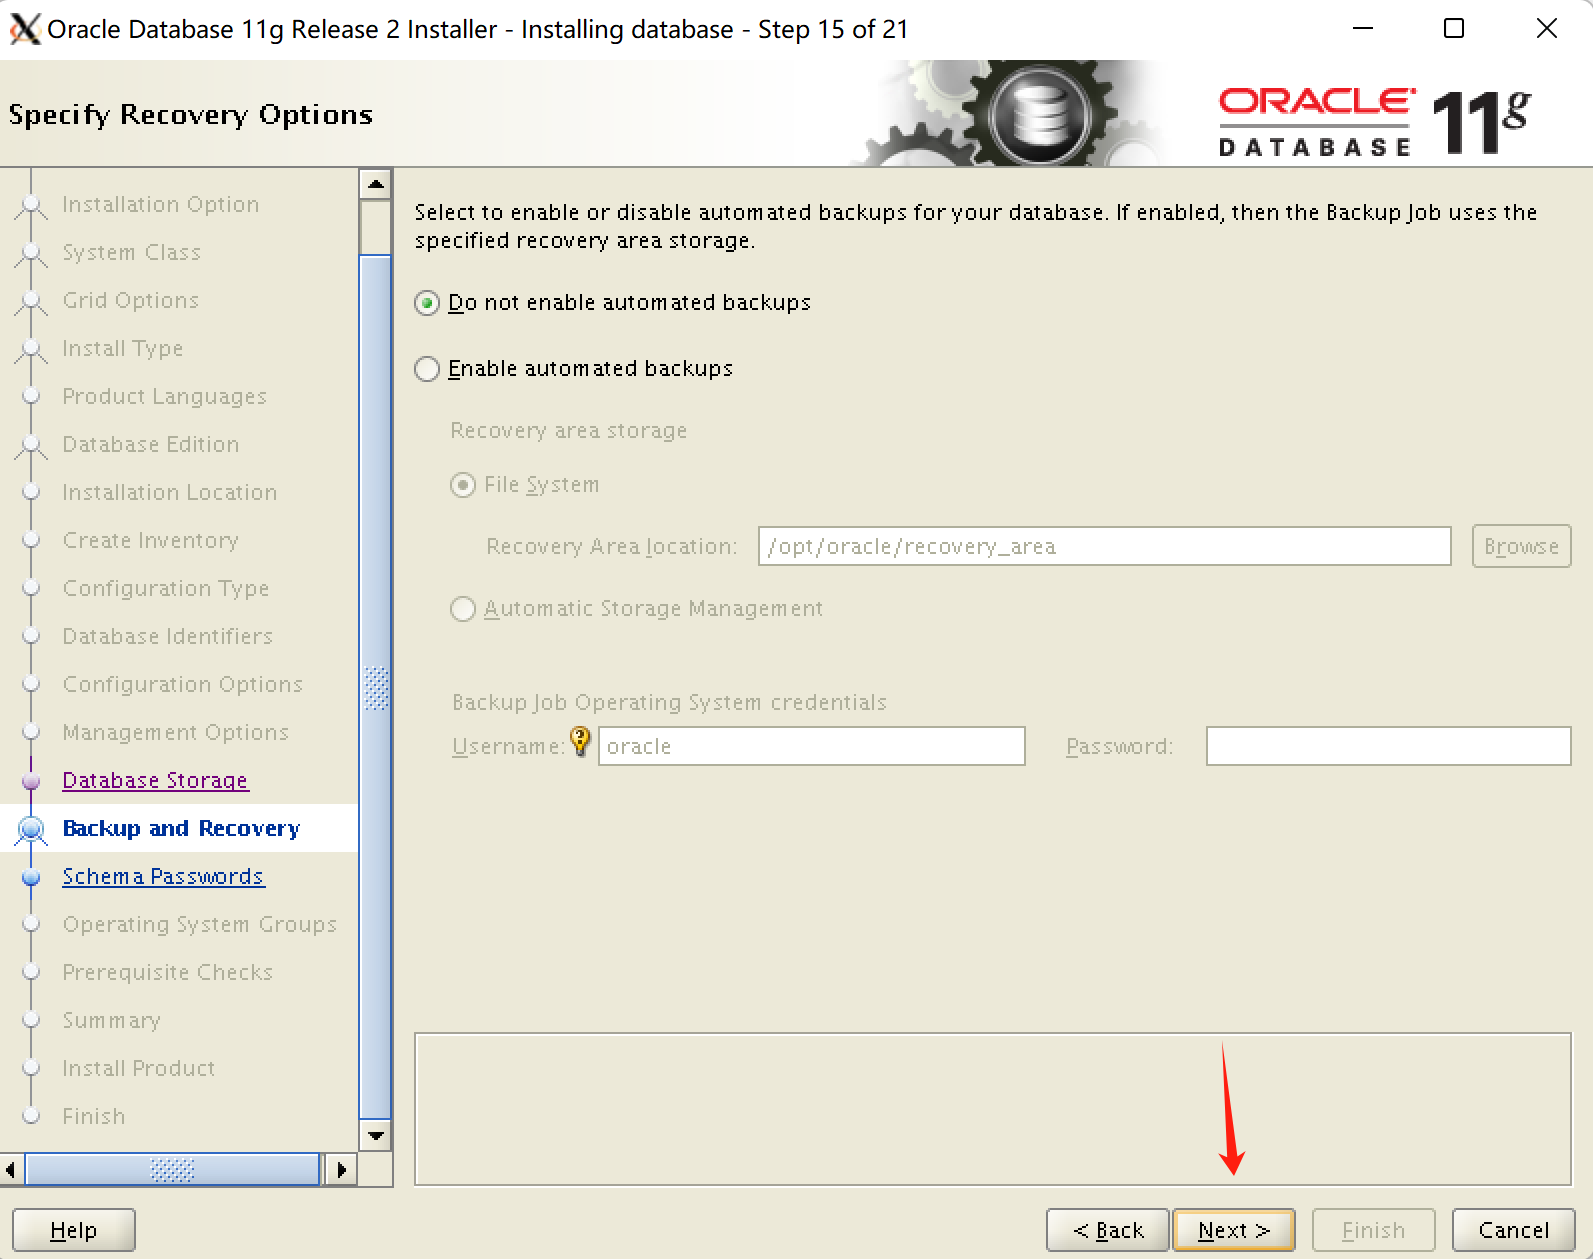 Oracle Database 11g Release 2 Installer - Installing database - Step 15 of 21
Specify Recovery Options
ORACLE
DATABASE
11g
Installation Option
System Class
Grid Options
Install Type
Product Languages
Database Edition
Installation Location
Create Inventory
Configuration Type
Database Identifiers
Configuration Options
Management Options
Database Storage
Backup and Recovery
Schema Passwords
Operating System Groups
Prerequisite Checks
Summary
Install Product
Finish
Select to enable or disable automated backups for your database. If enabled, then the Backup Job uses the
specified recovery area storage.
Do not enable automated backups
Enable automated backups
Recovery area storage
File System
Recovery Area location: /opt/oracle/recovery_area Browse
Automatic Storage Management
Backup Job Operating System credentials
Username: oracle Password:
Help < Back Next > Finish Cancel